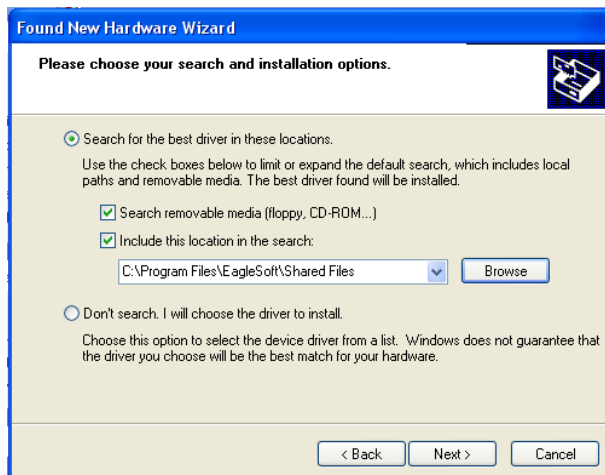 Found New Hardware Wizard
Please choose your search and installation options.
Search for the best driver in these locations.
Use the check boxes below to limit or expand the default search, which includes local
paths and removable media. The best driver found will be installed.
Search removable media (floppy, CD-ROM...)
Include this location in the search:
C:\Program Files\EagleSoft\Shared Files
Browse
Don't search. I will choose the driver to install.
Choose this option to select the device driver from a list. Windows does not guarantee that
the driver you choose will be the best match for your hardware.
< Back
Next >
Cancel